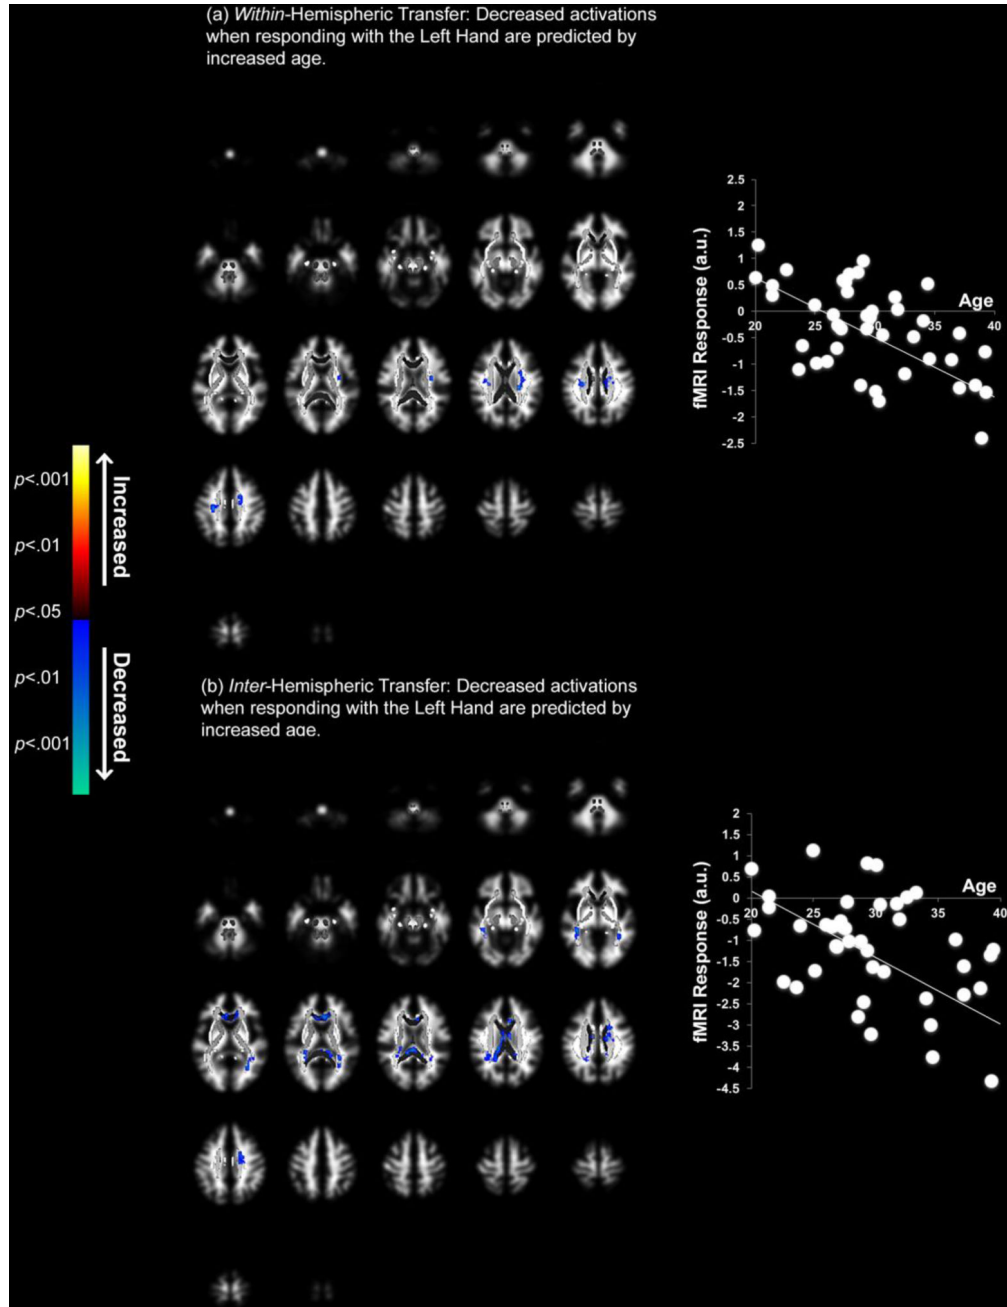 (a) Within-Hemispheric Transfer: Decreased activations
when responding with the Left Hand are predicted by
increased age.
2.5
2
1.5
1
0.5
0
-0.5
-1
-1.5
-2
-2.5
fMRI Response (a.u.)
Age
20
25
30
35
40
p<.001
p<.01
p<.05
p<.01
p<.001
Increased
Decreased
(b) Inter-Hemispheric Transfer: Decreased activations
when responding with the Left Hand are predicted by
increased age.
2
1.5
1
0.5
0
-0.5
-1
-1.5
-2
-2.5
-3
-3.5
-4
-4.5
fMRI Response (a.u.)
Age
20
25
30
35
40